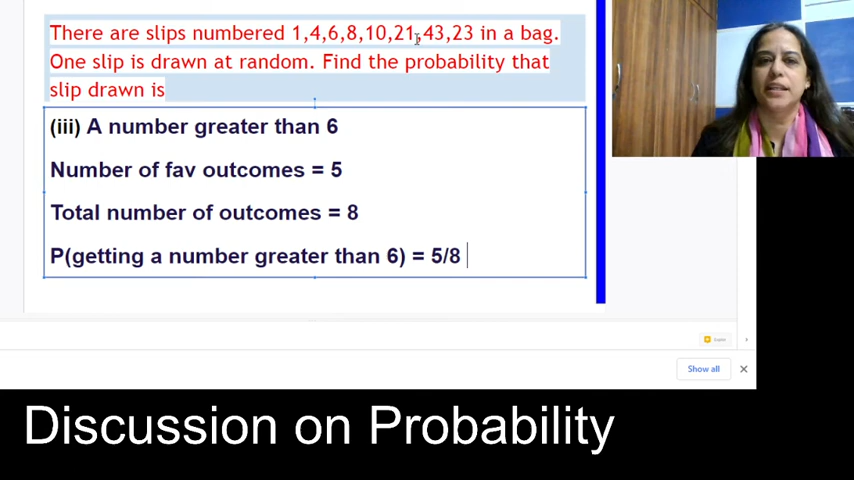 There are slips numbered 1,4,6,8,10,21,43,23 in a bag.
One slip is drawn at random. Find the probability that
slip drawn is
(iii) A number greater than 6
Number of fav outcomes = 5
Total number of outcomes = 8
P(getting a number greater than 6) = 5/8
Show all
Discussion on Probability